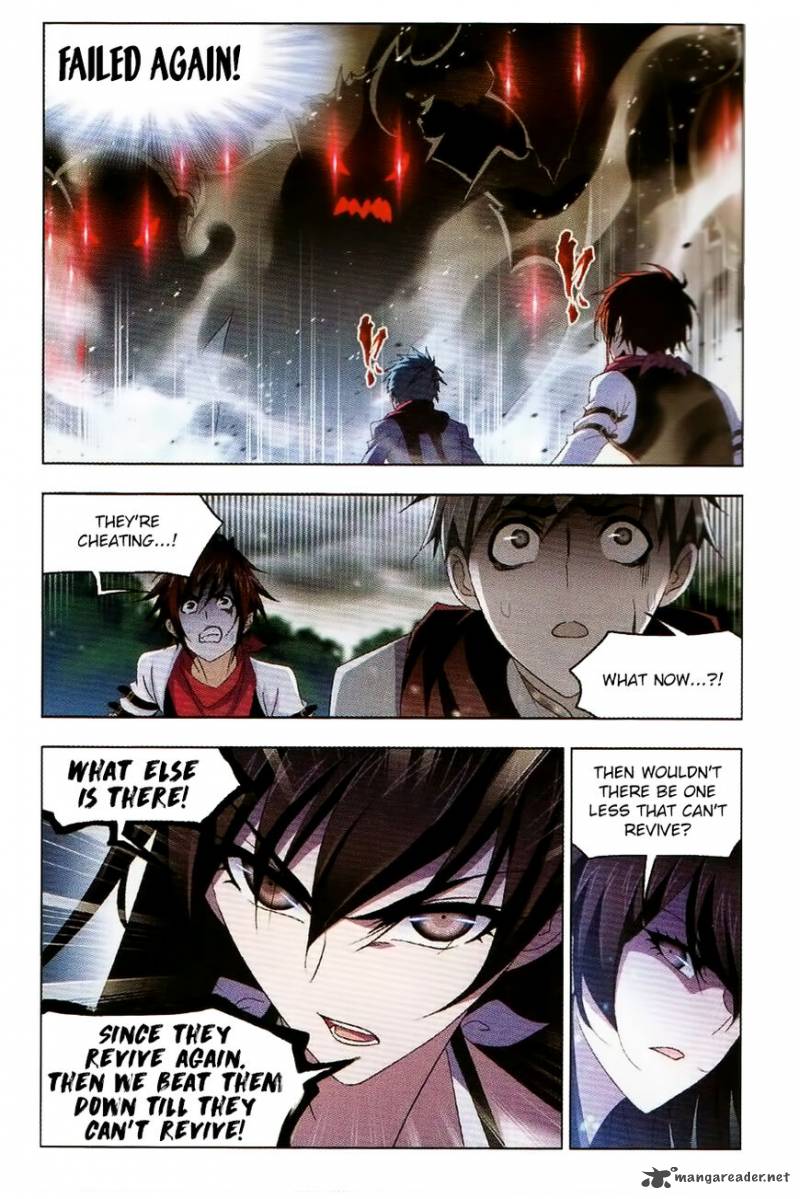 FAILED AGAIN!
!!
!!
THEY'RE
CHEATING...!
WHAT NOW...?!
WHAT ELSE
IS THERE!
THEN WOULDN'T
THERE BE ONE
LESS THAT CAN'T
REVIVE?
SINCE THEY
REVIVE AGAIN,
THEN WE BEAT THEM
DOWN TILL THEY
CAN'T REVIVE!
mangareader.net